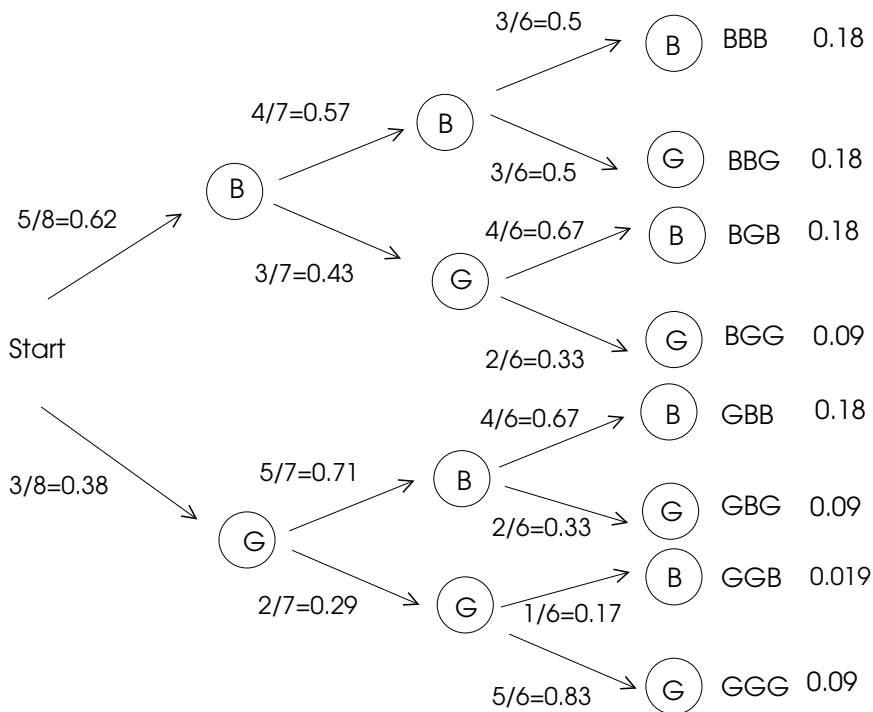 3/6=0.5
B BBB 0.18
4/7=0.57
B
3/6=0.5
G BBG 0.18
B
5/8=0.62
4/6=0.67
B BGB 0.18
3/7=0.43
G
2/6=0.33
G BGG 0.09
Start
4/6=0.67
B GBB 0.18
3/8=0.38
5/7=0.71
B
2/6=0.33
G GBG 0.09
G
2/7=0.29
G
1/6=0.17
B GGB 0.019
5/6=0.83
G GGG 0.09